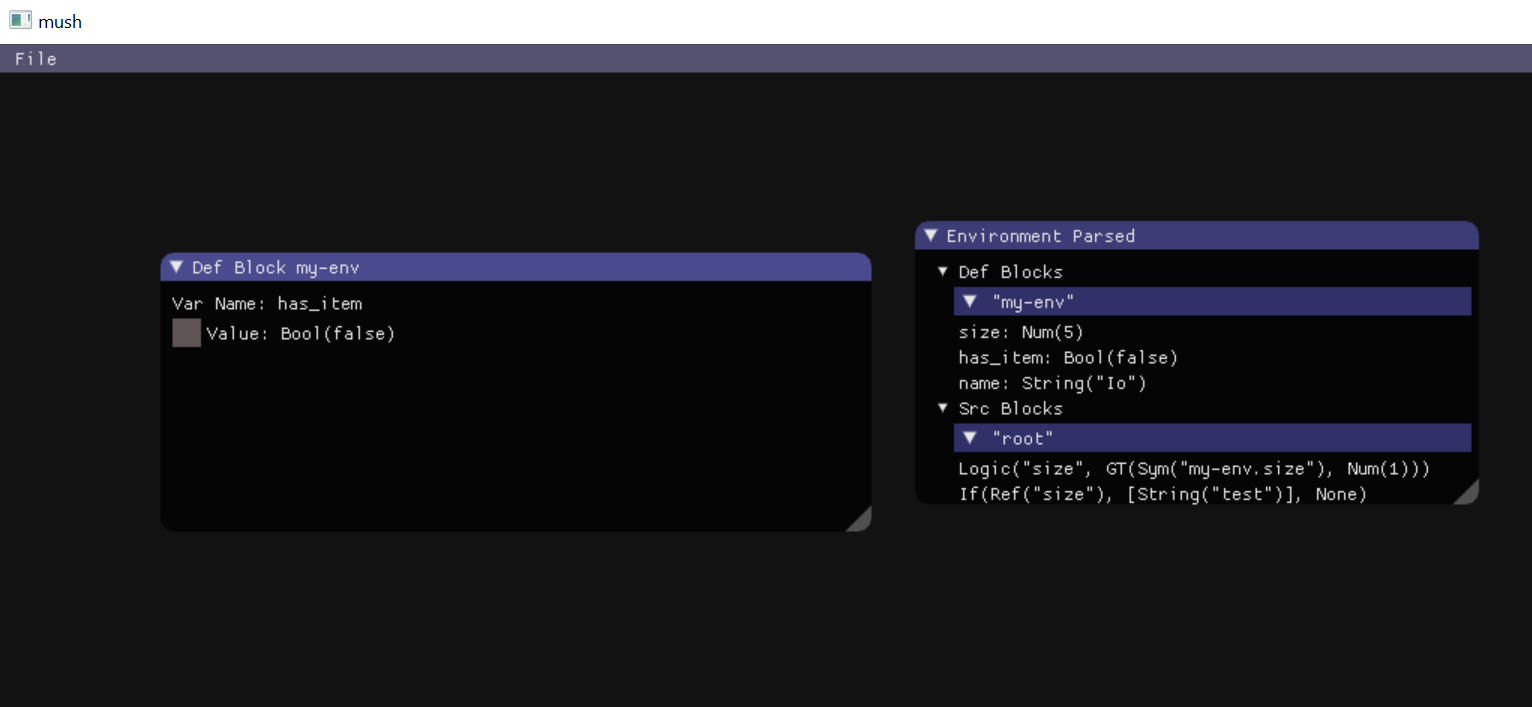 mush
File
Def Block my-env
Var Name: has_item
Value: Bool(false)
Environment Parsed
Def Blocks
"my-env"
size: Num(5)
has_item: Bool(false)
name: String("Io")
Src Blocks
"root"
Logic("size", GT(Sym("my-env.size"), Num(1)))
If(Ref("size"), [String("test")], None)